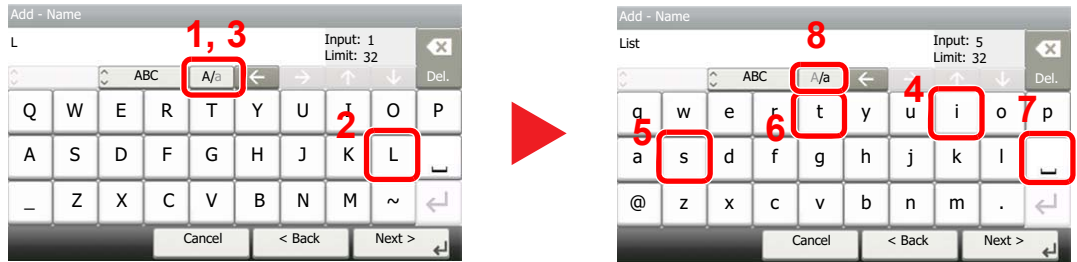 Add - Name
L
1, 3
Input: 1
Limit: 32
ABC
A/a
Del.
Q W E R T Y U I O P
2
A S D F G H J K L
_ Z X C V B N M ~
Cancel
< Back
Next >
Add - Name
List
8
Input: 5
Limit: 32
ABC
A/a
Del.
4
7
q w e r t y u i o p
5
6
a s d f g h j k l
@ z x c v b n m .
Cancel
< Back
Next >